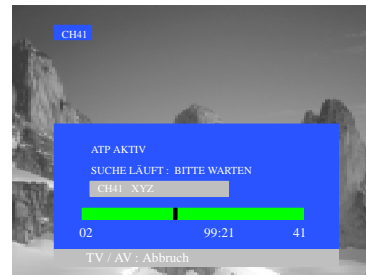 CH41
ATP AKTIV
SUCHE LÄUFT : BITTE WARTEN
CH41 XYZ
02 99:21 41
TV / AV : Abbruch